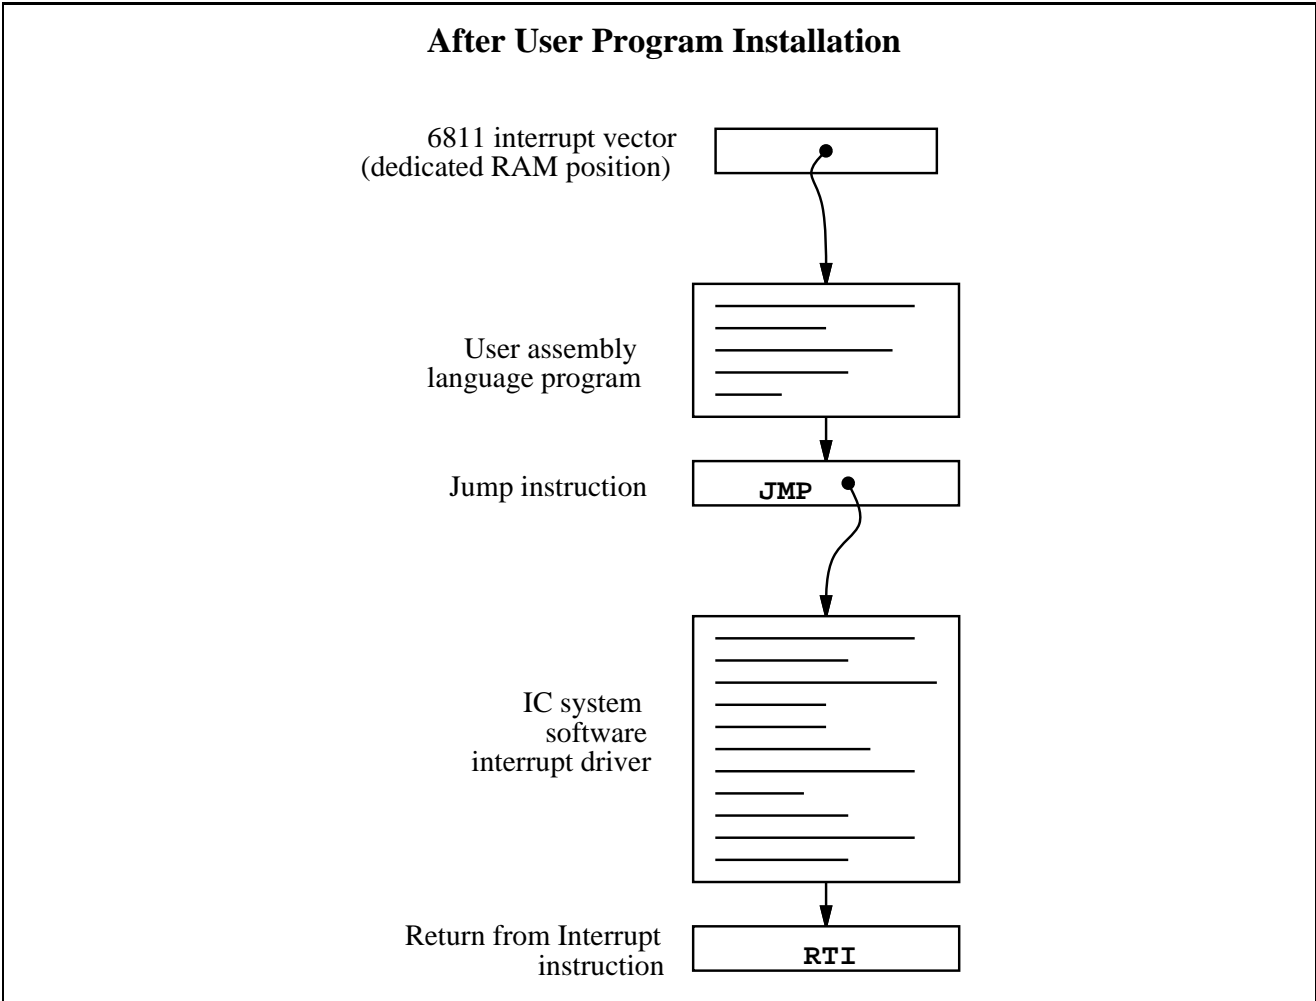 After User Program Installation
6811 interrupt vector
(dedicated RAM position)
User assembly
language program
Jump instruction
JMP
IC system
software
interrupt driver
Return from Interrupt
instruction
RTI